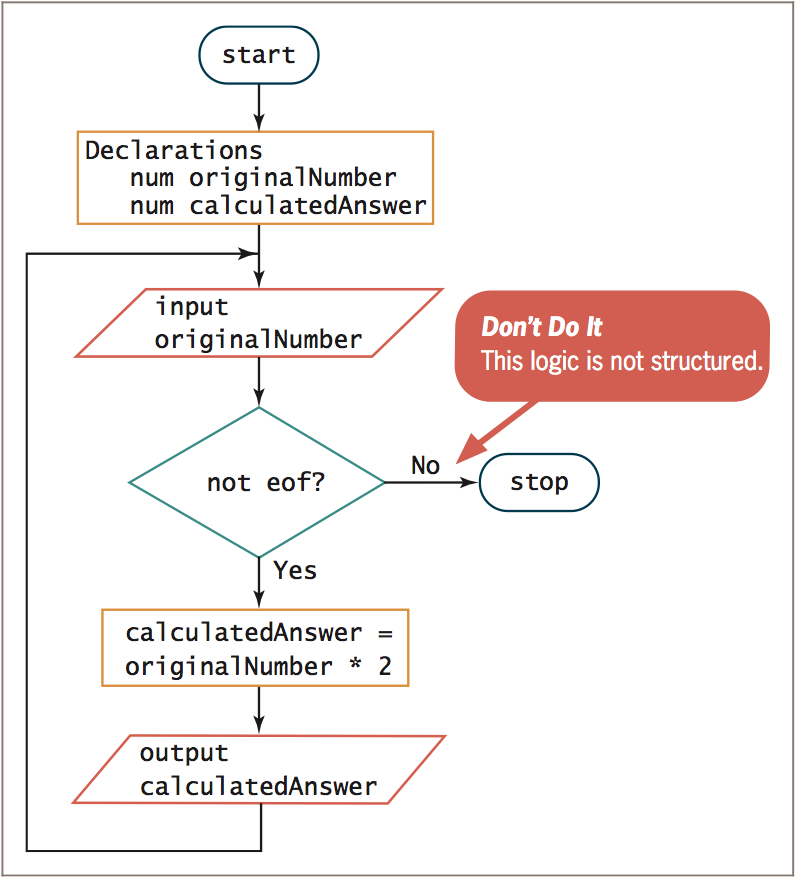 start
Declarations
num originalNumber
num calculatedAnswer
input
originalNumber
Don't Do It
This logic is not structured.
not eof?
No
stop
Yes
calculatedAnswer =
originalNumber * 2
output
calculatedAnswer